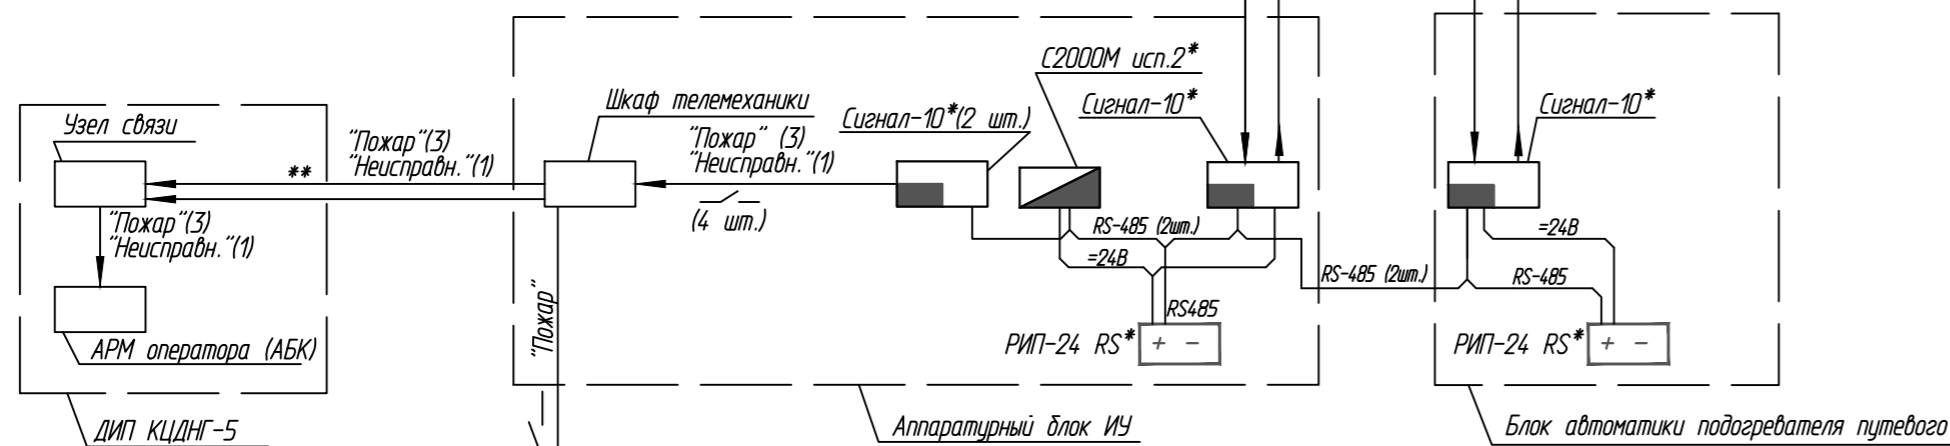 С2000М исп.2*
Шкаф телемеханики
Сигнал-10*(2 шт.)
Сигнал-10*
Сигнал-10*
Узел связи
"Пожар"(3)
"Неисправн."(1)
**
"Пожар" (3)
"Неисправн."(1)
(4 шт.)
"Пожар"(3)
"Неисправн."(1)
RS-485 (2шт.)
=24В
=24В
RS-485 (2шт.)
RS-485
RS485
"Пожар"
АРМ оператора (АБК)
РИП-24 RS*
+ -
РИП-24 RS*
+ -
ДИП КЦДНГ-5
Аппаратурный блок ИУ
Блок автоматики подогревателя путевого